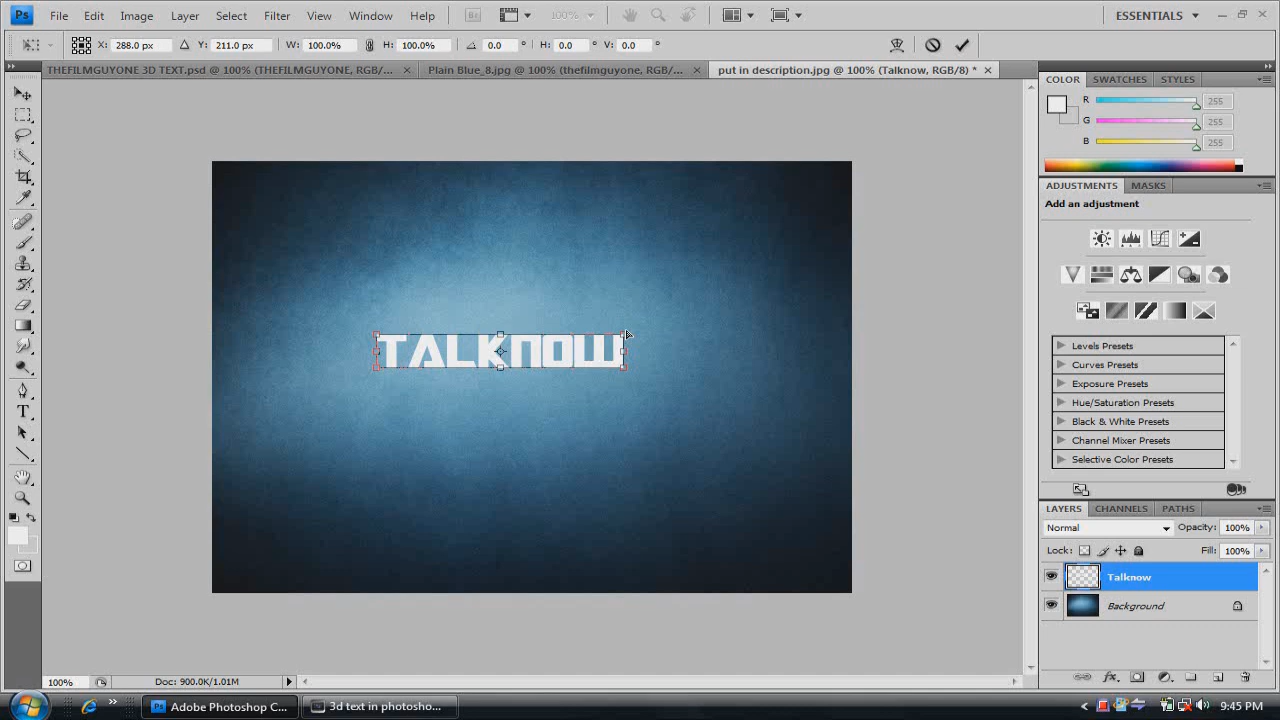 Ps File Edit Image Layer Select Filter View Window Help Br 100% ESSENTIALS
X: 288.0 px Y: 211.0 px W: 100.0% H: 100.0% 0.0 ° H: 0.0 ° V: 0.0 °
THEFILMGUYONE 3D TEXT.psd @ 100% (THEFILMGUYONE, RGB/... × Plain Blue_8.jpg @ 100% (thefilmguyone, RGB/... × put in description.jpg @ 100% (Talknow, RGB/8) * ×
COLOR SWATCHES STYLES
R 255
G 255
B 255
ADJUSTMENTS MASKS
Add an adjustment
TALKNOW
Levels Presets
Curves Presets
Exposure Presets
Hue/Saturation Presets
Black & White Presets
Channel Mixer Presets
Selective Color Presets
LAYERS CHANNELS PATHS
Normal Opacity: 100%
Lock: Fill: 100%
Talknow
Background
fx.
100% Doc: 900.0K/1.01M
Ps Adobe Photoshop C... 3d text in photosho... 9:45 PM